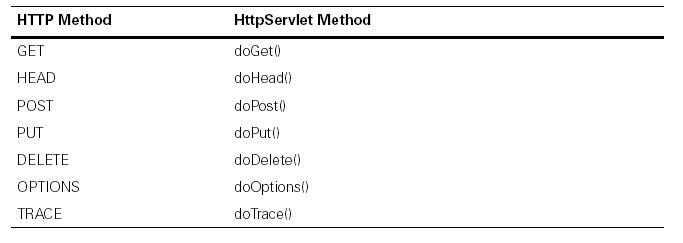 HTTP Method HttpServlet Method
GET doGet()
HEAD doHead()
POST doPost()
PUT doPut()
DELETE doDelete()
OPTIONS doOptions()
TRACE doTrace()